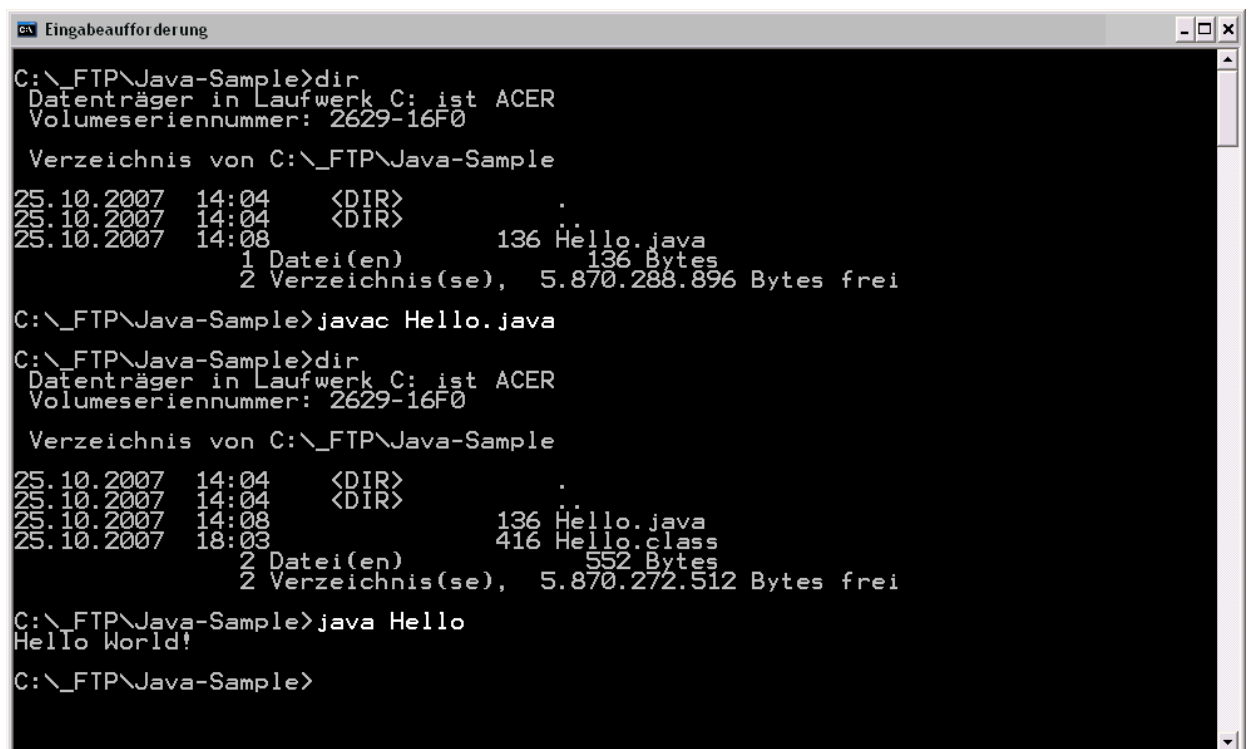 Eingabeaufforderung
C:\_FTP\Java-Sample>dir
Datenträger in Laufwerk C: ist ACER
Volumeseriennummer: 2629-16F0
Verzeichnis von C:\_FTP\Java-Sample
25.10.2007  14:04    <DIR>          .
25.10.2007  14:04    <DIR>          ..
25.10.2007  14:08               136 Hello.java
1 Datei(en)            136 Bytes
2 Verzeichnis(se),  5.870.288.896 Bytes frei
C:\_FTP\Java-Sample>javac Hello.java
C:\_FTP\Java-Sample>dir
Datenträger in Laufwerk C: ist ACER
Volumeseriennummer: 2629-16F0
Verzeichnis von C:\_FTP\Java-Sample
25.10.2007  14:04    <DIR>          .
25.10.2007  14:04    <DIR>          ..
25.10.2007  14:08               136 Hello.java
25.10.2007  18:03               416 Hello.class
2 Datei(en)            552 Bytes
2 Verzeichnis(se),  5.870.272.512 Bytes frei
C:\_FTP\Java-Sample>java Hello
Hello World!
C:\_FTP\Java-Sample>